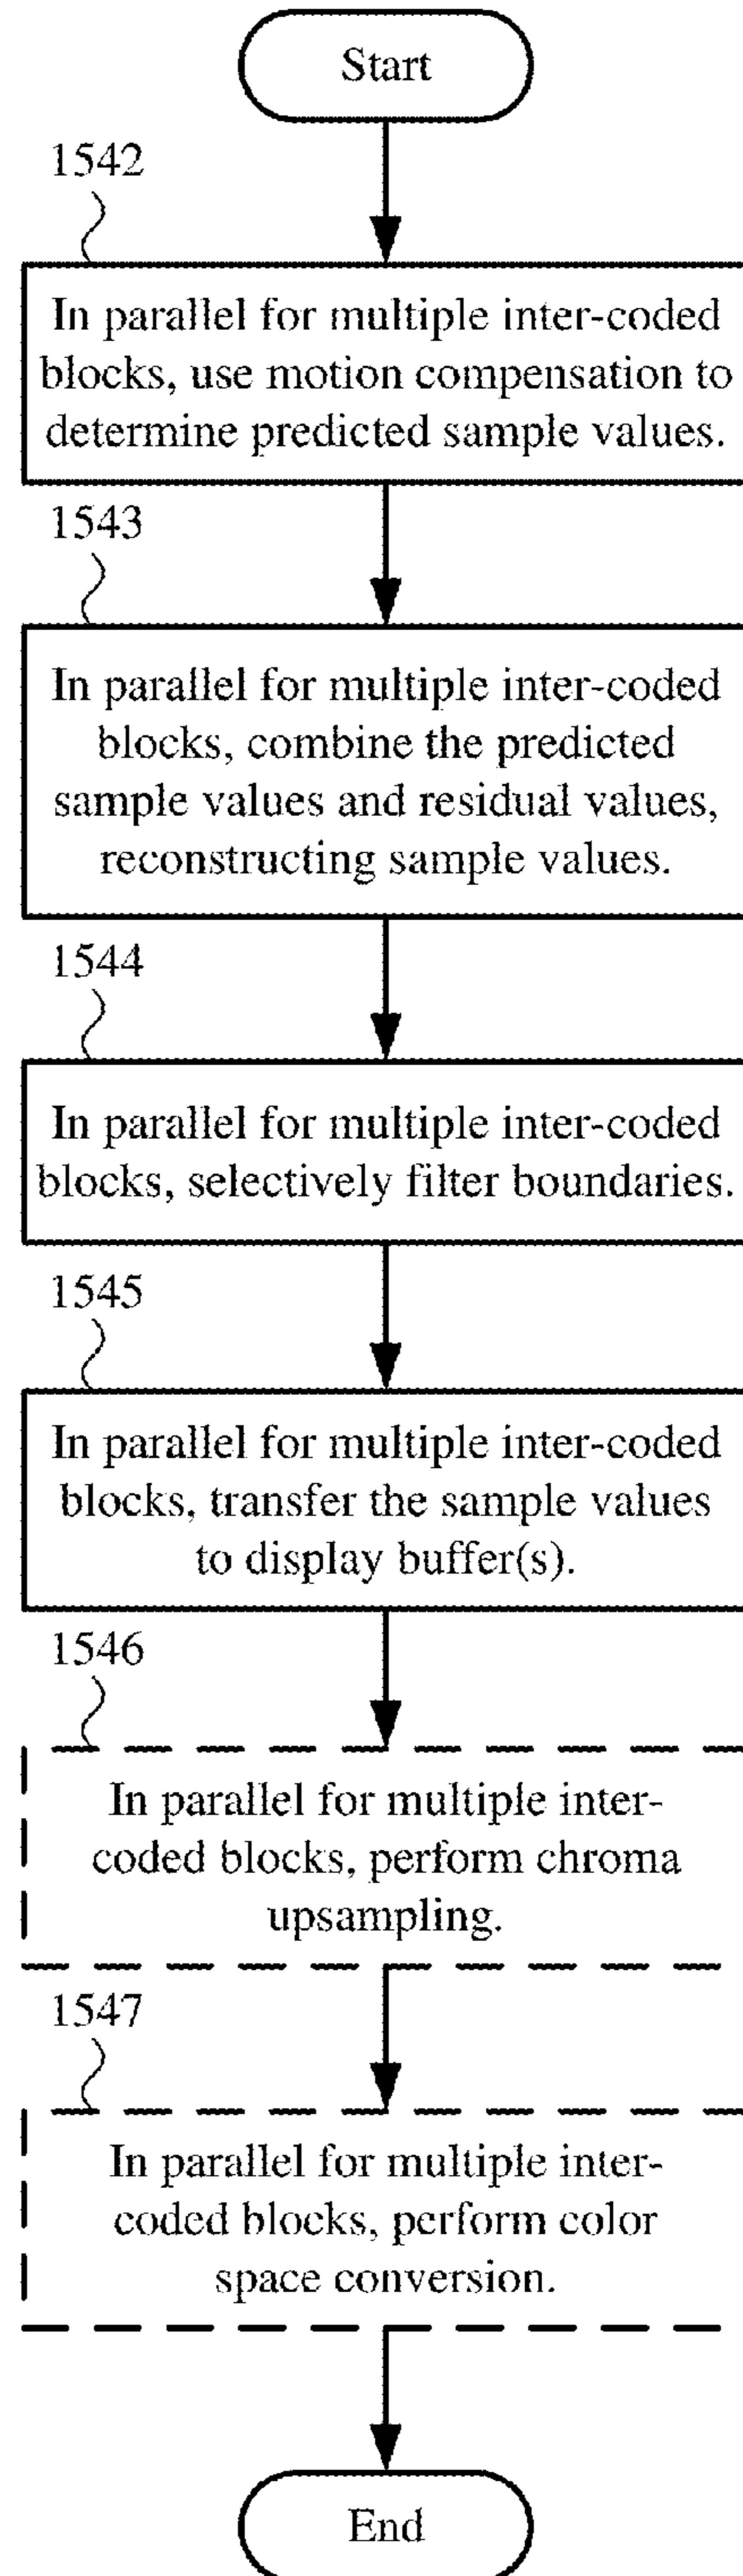 Start
1542
In parallel for multiple inter-coded
blocks, use motion compensation to
determine predicted sample values.
1543
In parallel for multiple inter-coded
blocks, combine the predicted
sample values and residual values,
reconstructing sample values.
1544
In parallel for multiple inter-coded
blocks, selectively filter boundaries.
1545
In parallel for multiple inter-coded
blocks, transfer the sample values
to display buffer(s).
1546
In parallel for multiple inter-
coded blocks, perform chroma
upsampling.
1547
In parallel for multiple inter-
coded blocks, perform color
space conversion.
End